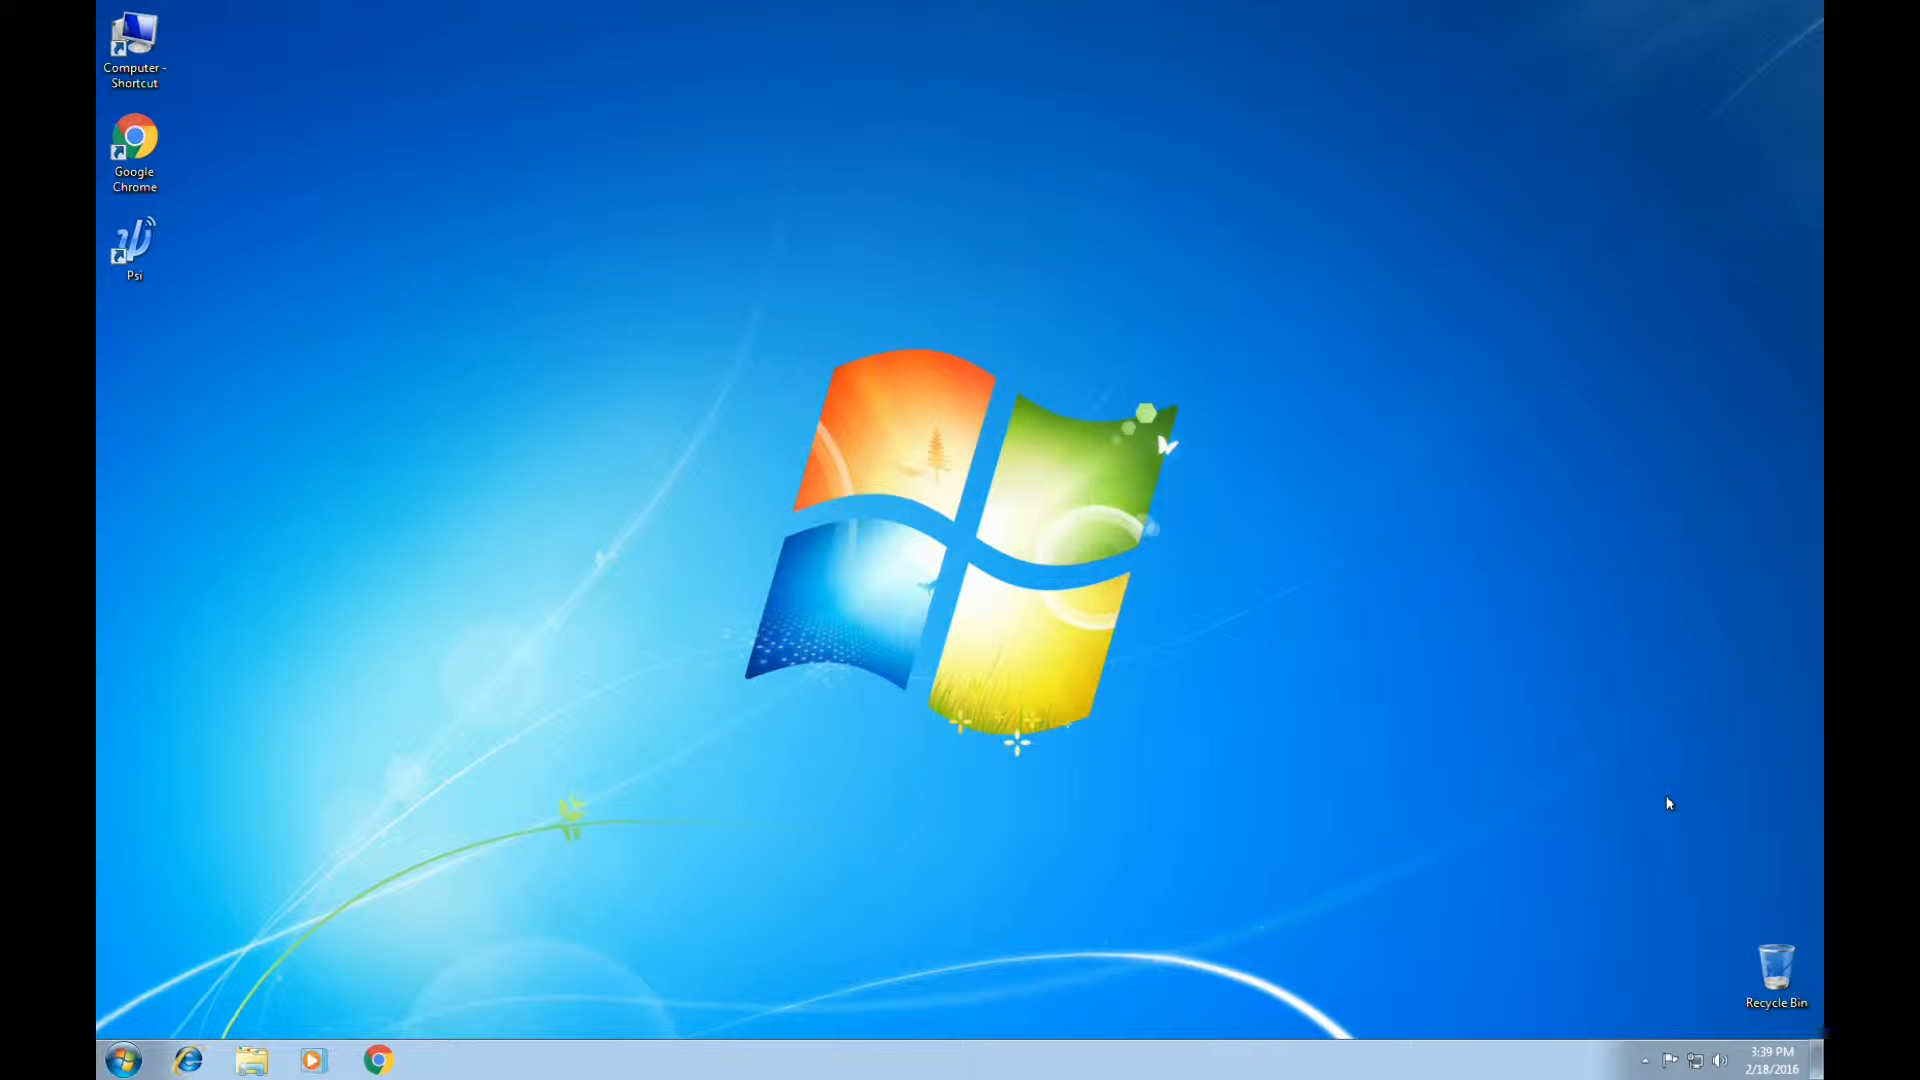 Computer -
Shortcut
Google
Chrome
Psi
Recycle Bin
3:39 PM
2/18/2016